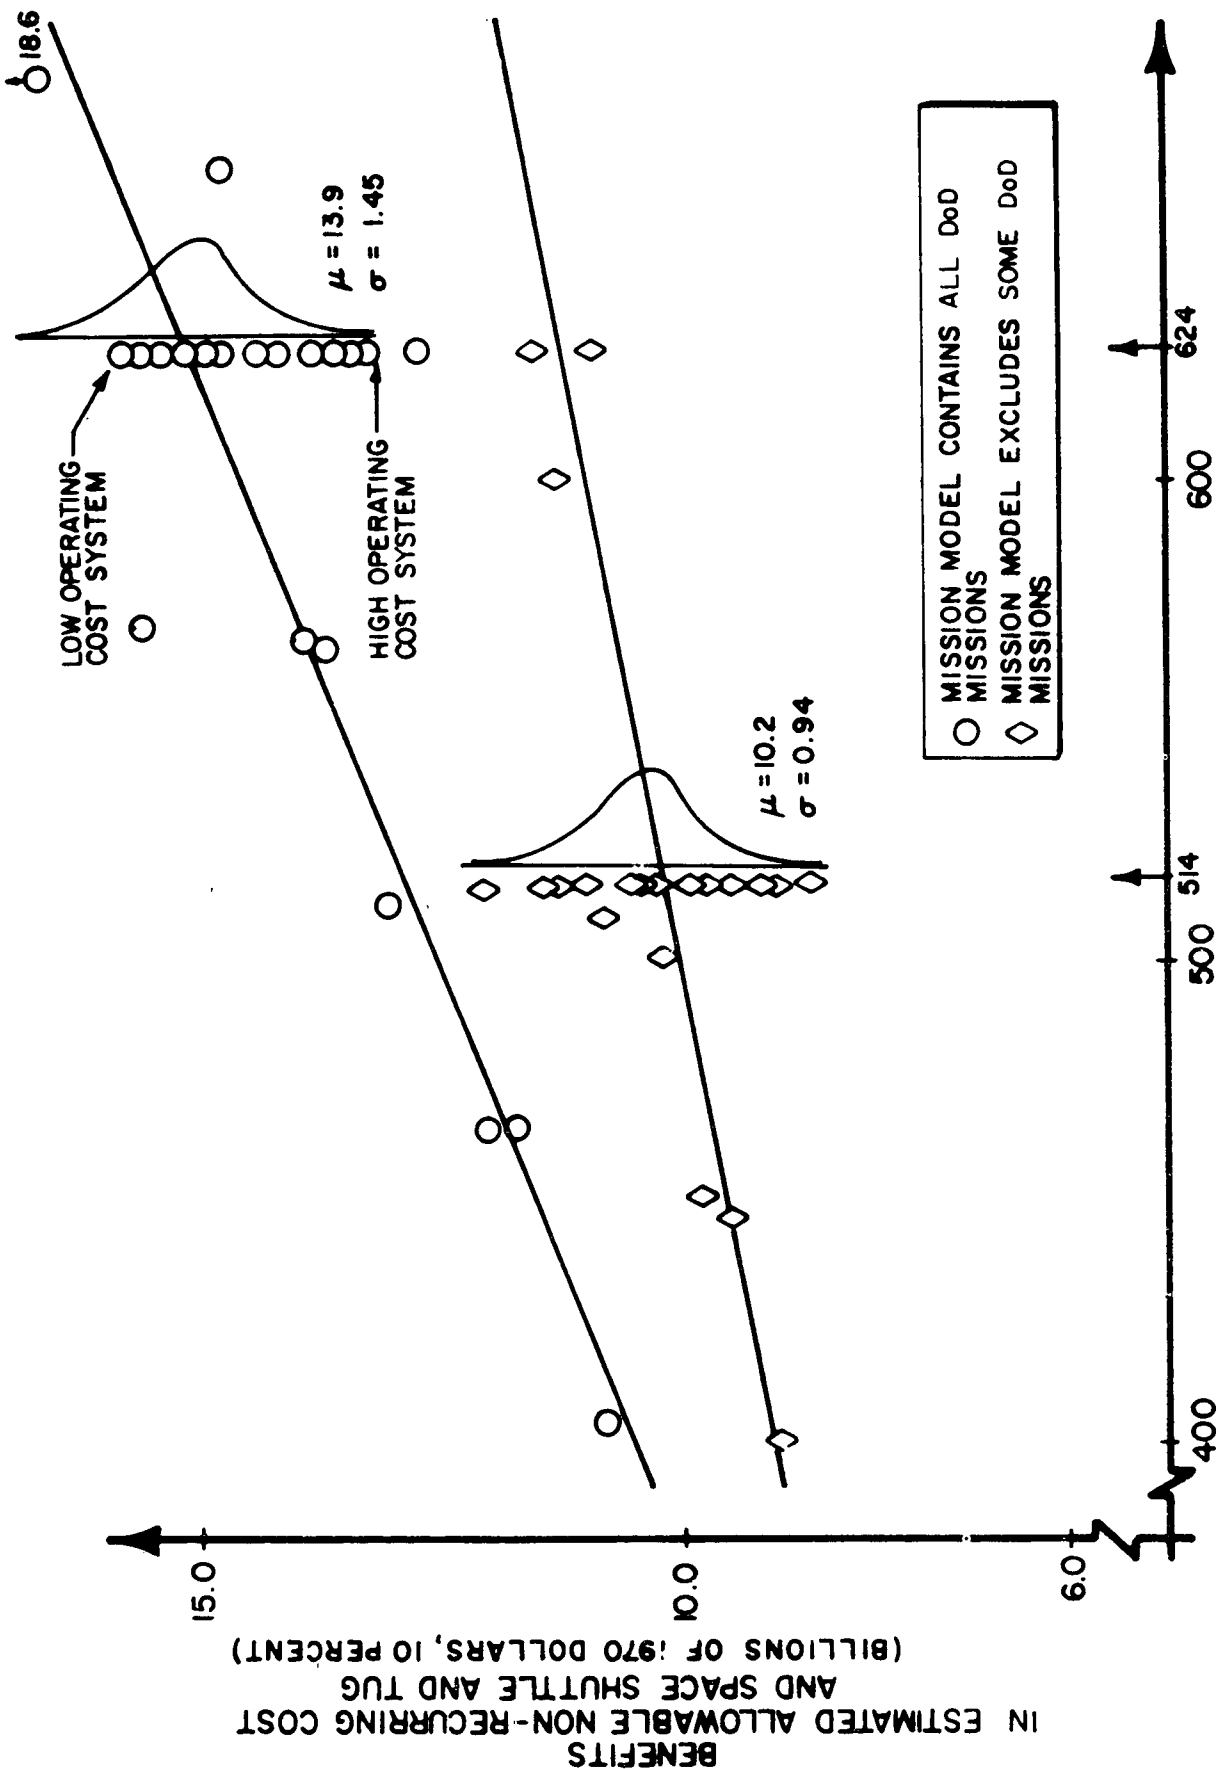 BENEFITS
IN ESTIMATED ALLOWABLE NON-RECURRING COST
AND SPACE SHUTTLE AND TUG
(BILLIONS OF 1970 DOLLARS, 10 PERCENT)
15.0
10.0
6.0
18.6
LOW OPERATING
COST SYSTEM
HIGH OPERATING
COST SYSTEM
μ = 13.9
σ = 1.45
μ = 10.2
σ = 0.94
MISSION MODEL CONTAINS ALL DoD
MISSIONS
MISSION MODEL EXCLUDES SOME DoD
MISSIONS
400
500
514
600
624